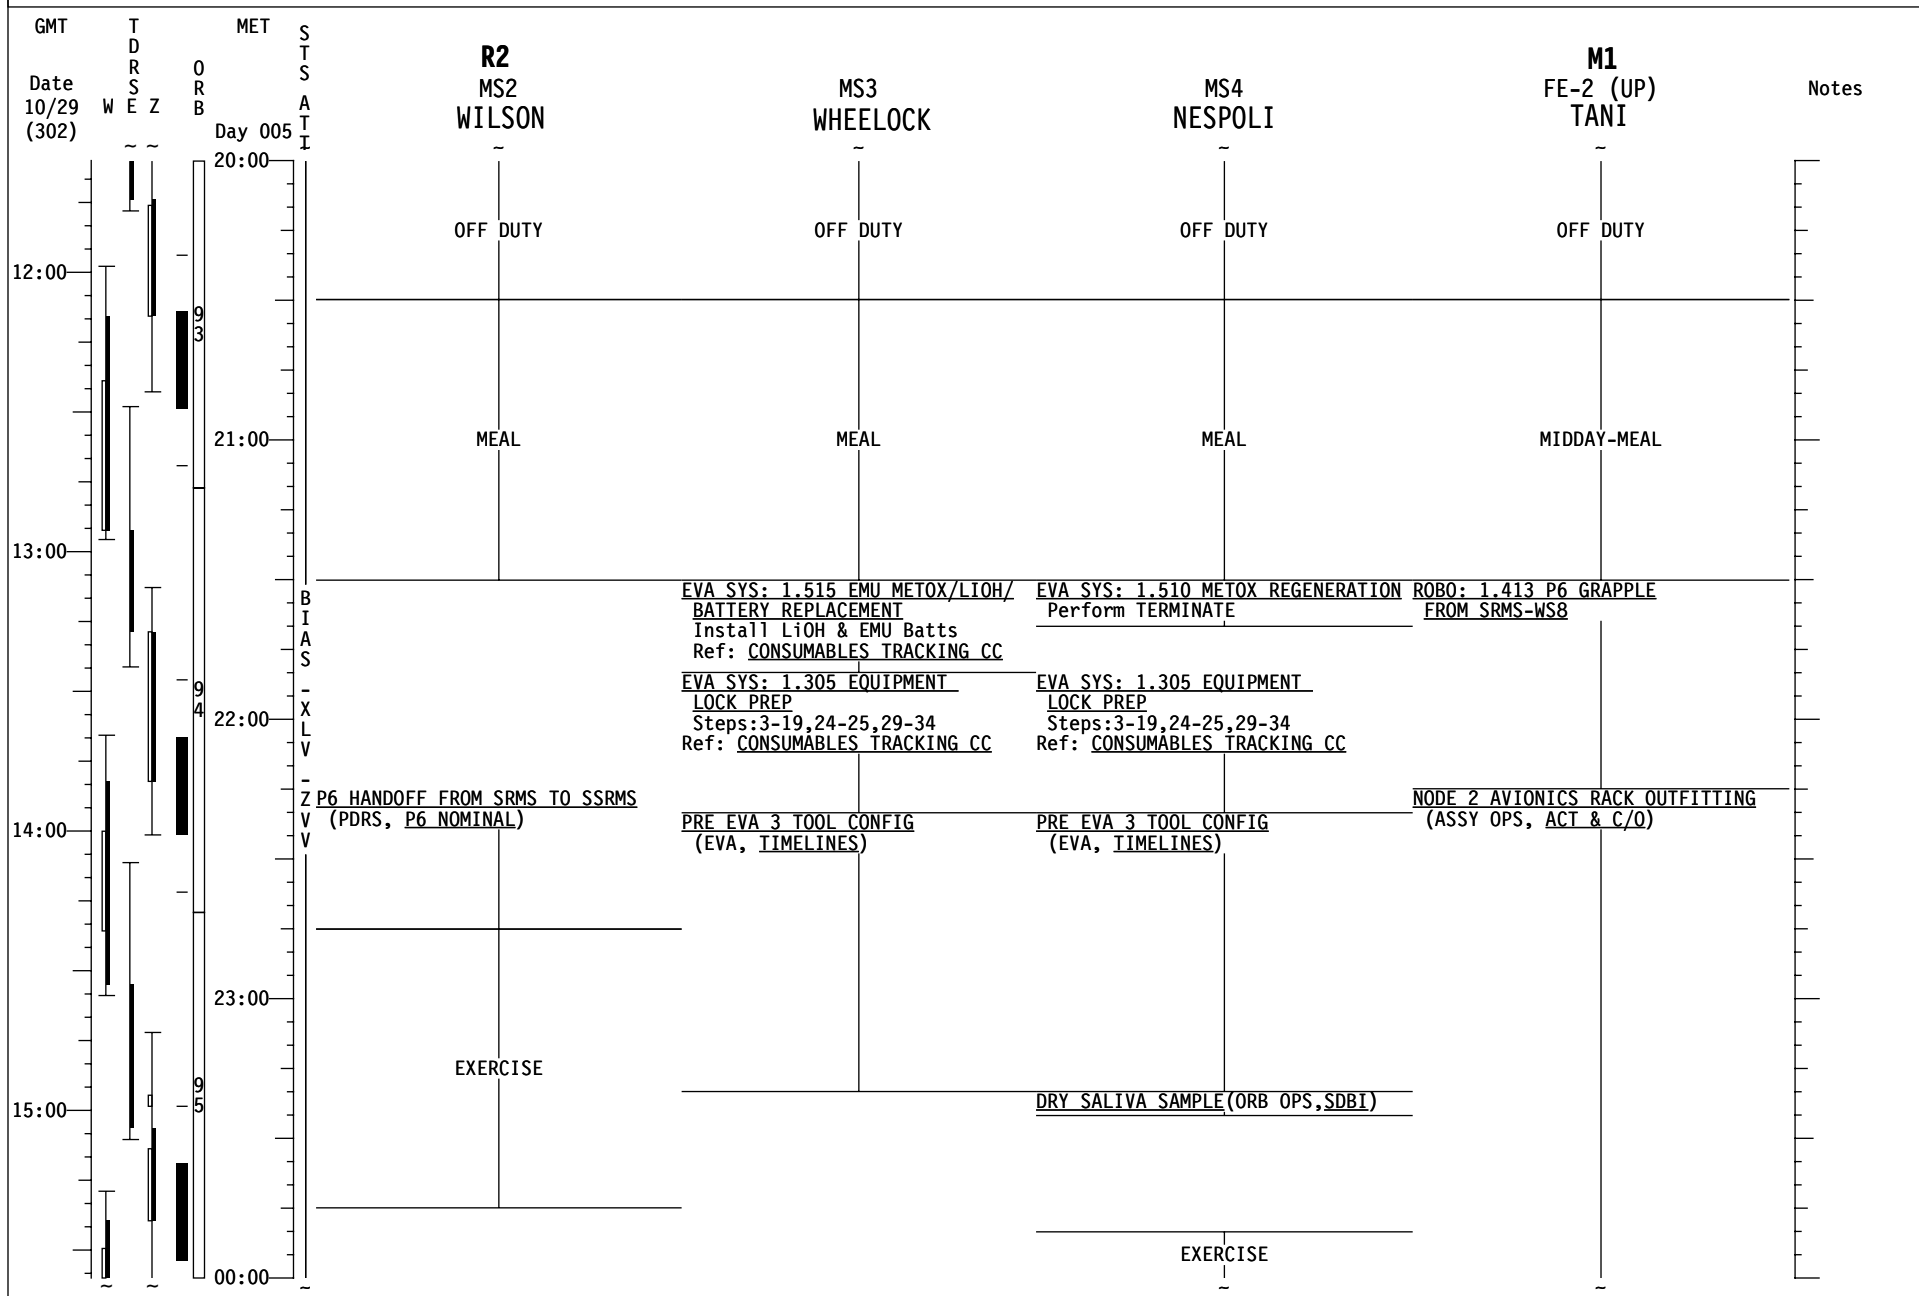 GMT
TDRS
MET
STS ATT
ORB
Date
10/29
(302)
W E Z
Day 005
R2
MS2
WILSON
MS3
WHEELOCK
MS4
NESPOLI
M1
FE-2 (UP)
TANI
Notes
~ ~ ~ ~ ~ ~
20:00
OFF DUTY
OFF DUTY
OFF DUTY
OFF DUTY
12:00
93
21:00
MEAL
MEAL
MEAL
MIDDAY-MEAL
13:00
BIAS -XLV -ZVV
EVA SYS: 1.515 EMU METOX/LIOH/
BATTERY REPLACEMENT
Install LiOH & EMU Batts
Ref: CONSUMABLES TRACKING CC
EVA SYS: 1.510 METOX REGENERATION
Perform TERMINATE
ROBO: 1.413 P6 GRAPPLE
FROM SRMS-WS8
94
22:00
EVA SYS: 1.305 EQUIPMENT
LOCK PREP
Steps:3-19,24-25,29-34
Ref: CONSUMABLES TRACKING CC
EVA SYS: 1.305 EQUIPMENT
LOCK PREP
Steps:3-19,24-25,29-34
Ref: CONSUMABLES TRACKING CC
P6 HANDOFF FROM SRMS TO SSRMS
(PDRS, P6 NOMINAL)
NODE 2 AVIONICS RACK OUTFITTING
(ASSY OPS, ACT & C/O)
14:00
PRE EVA 3 TOOL CONFIG
(EVA, TIMELINES)
PRE EVA 3 TOOL CONFIG
(EVA, TIMELINES)
23:00
EXERCISE
95
15:00
DRY SALIVA SAMPLE(ORB OPS,SDBI)
EXERCISE
00:00
~ ~ ~ ~ ~